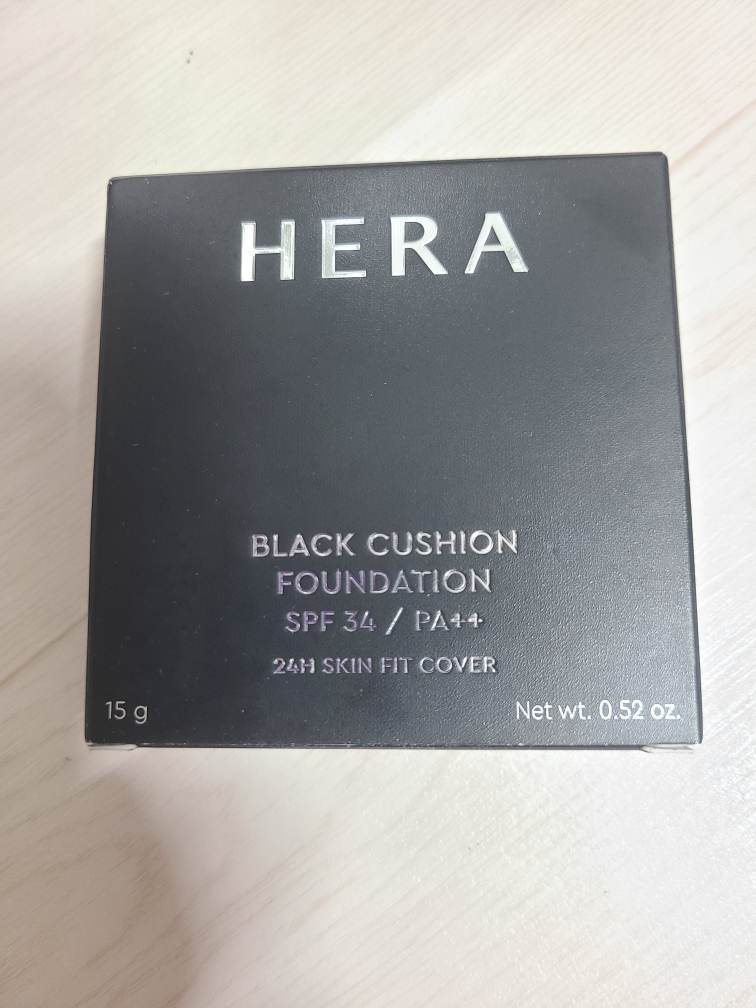 HERA
BLACK CUSHION
FOUNDATION
SPF 34 / PA++
24H SKIN FIT COVER
15 g Net wt. 0.52 oz.